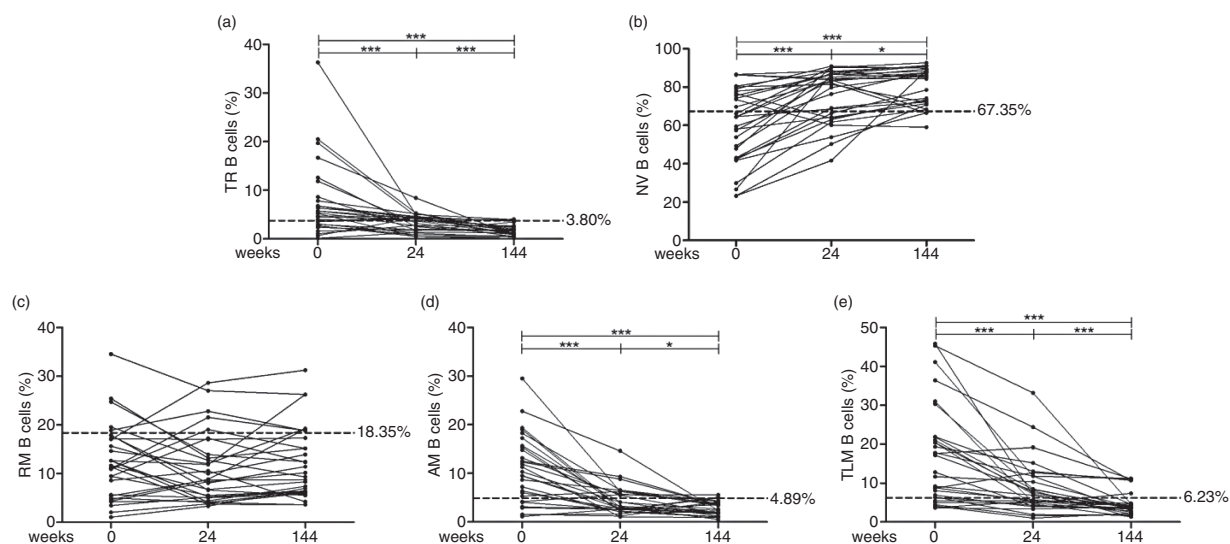 (a)
***
*** ***
TR B cells (%)
40
30
20
10
0
3.80%
weeks 0 24 144
(b)
***
*** *
NV B cells (%)
100
80
60
40
20
0
67.35%
weeks 0 24 144
(c)
RM B cells (%)
40
30
20
10
0
18.35%
weeks 0 24 144
(d)
***
*** *
AM B cells (%)
40
30
20
10
0
4.89%
weeks 0 24 144
(e)
***
*** ***
TLM B cells (%)
50
40
30
20
10
0
6.23%
weeks 0 24 144